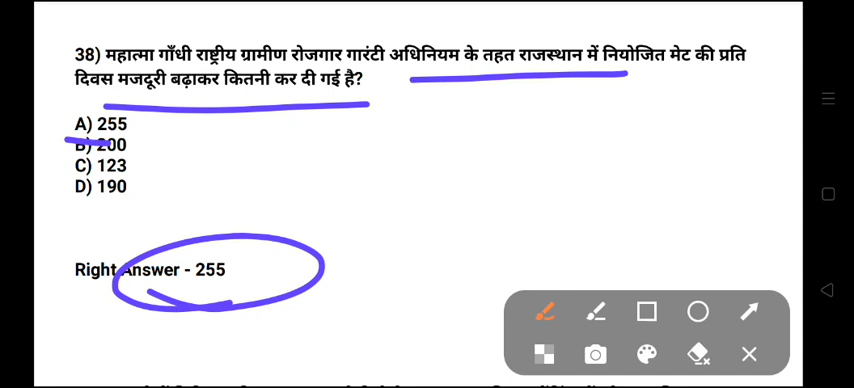 38) महात्मा गाँधी राष्ट्रीय ग्रामीण रोजगार गारंटी अधिनियम के तहत राजस्थान में नियोजित मेट की प्रति
दिवस मजदूरी बढ़ाकर कितनी कर दी गई है?
A) 255
B) 200
C) 123
D) 190
Right Answer - 255